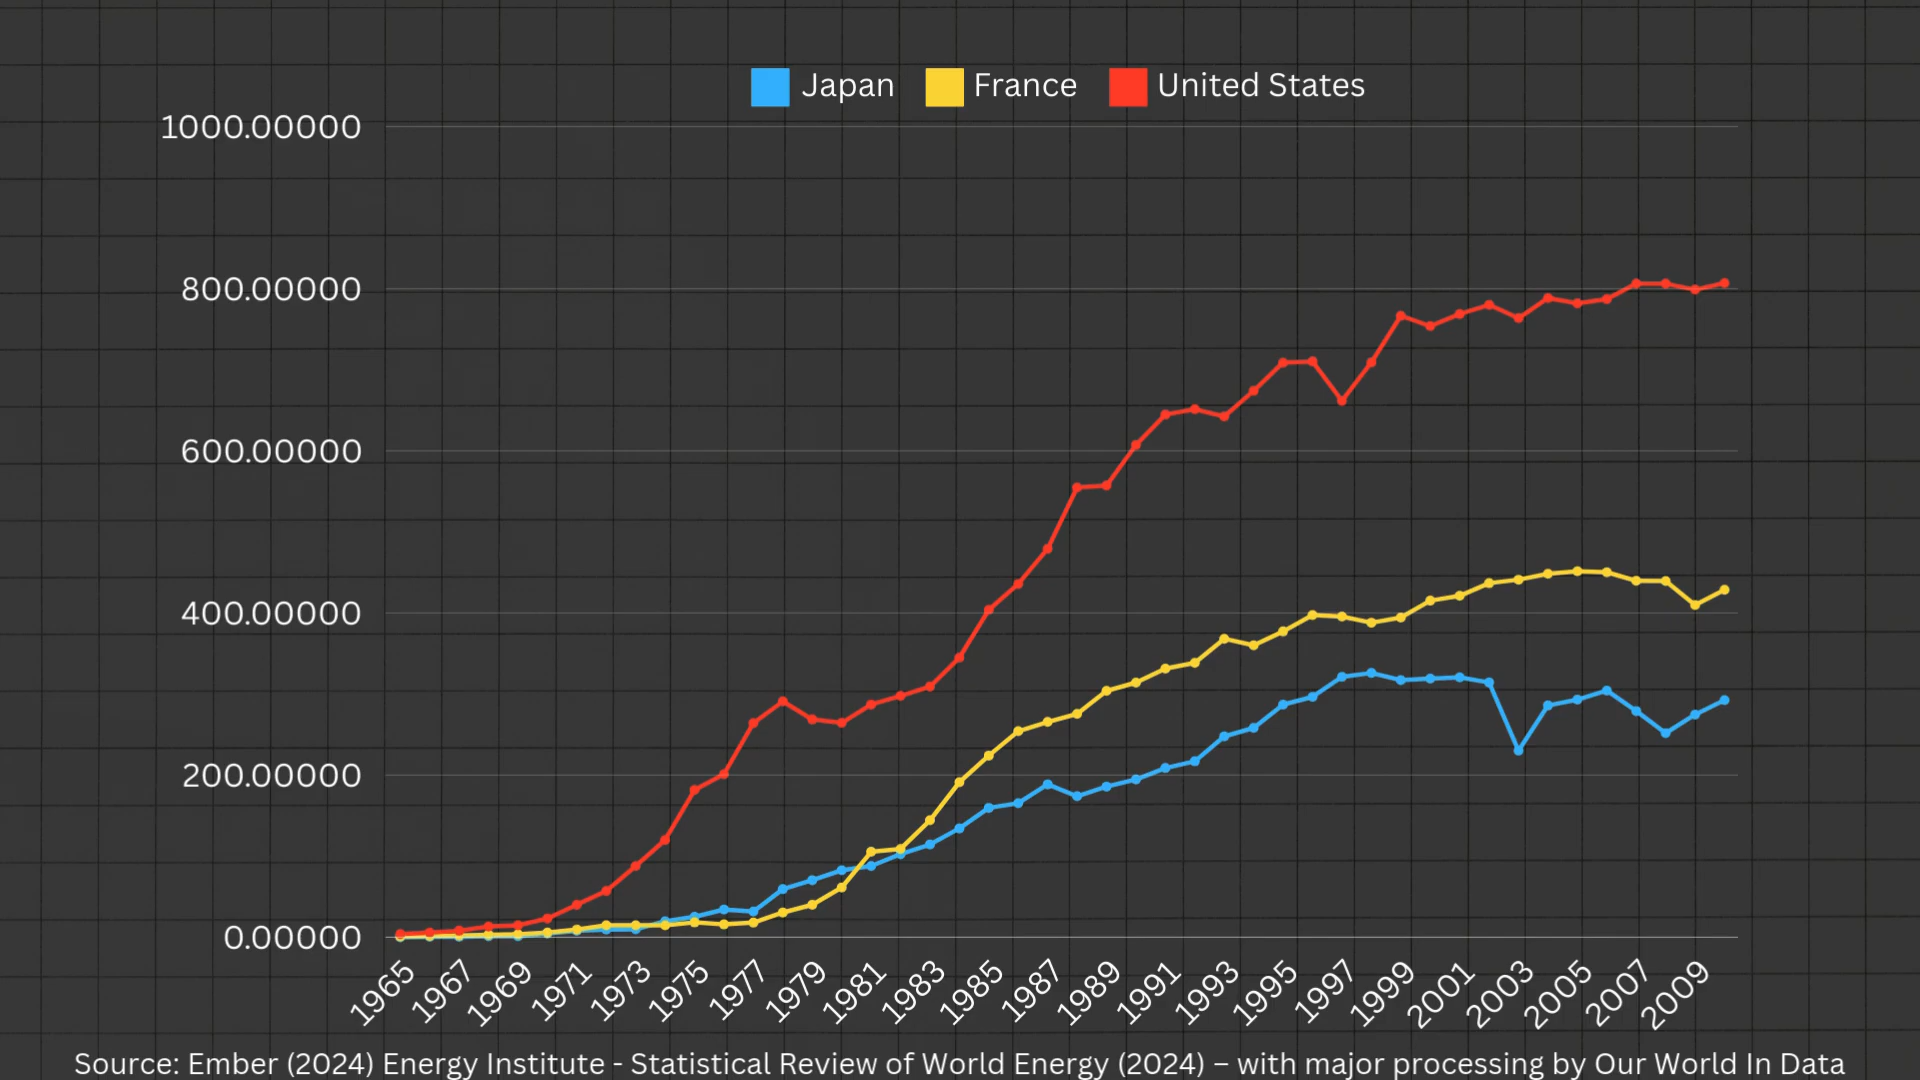 Japan France United States
1000.00000
800.00000
600.00000
400.00000
200.00000
0.00000
1965 1967 1969 1971 1973 1975 1977 1979 1981 1983 1985 1987 1989 1991 1993 1995 1997 1999 2001 2003 2005 2007 2009
Source: Ember (2024) Energy Institute - Statistical Review of World Energy (2024) – with major processing by Our World In Data